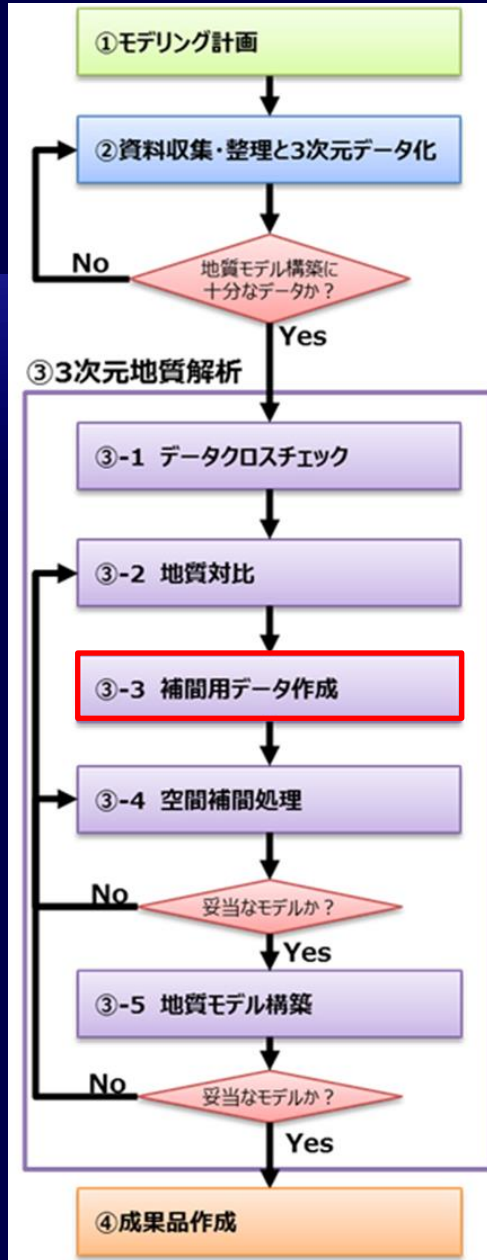 ①モデリング計画
②資料収集・整理と3次元データ化
No
地質モデル構築に
十分なデータか？
Yes
③3次元地質解析
③-1 データクロスチェック
③-2 地質対比
③-3 補間用データ作成
③-4 空間補間処理
No
妥当なモデルか？
Yes
③-5 地質モデル構築
No
妥当なモデルか？
Yes
④成果品作成